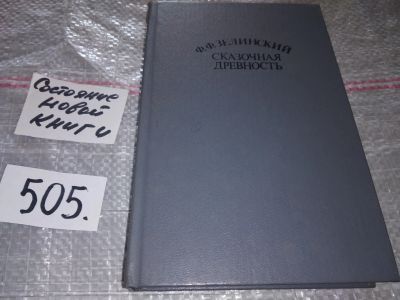 Ф.Ф.ЗЕЛИНСКИЙ
СКАЗОЧНАЯ
ДРЕВНОСТЬ
Состояние
новой
книги
505.